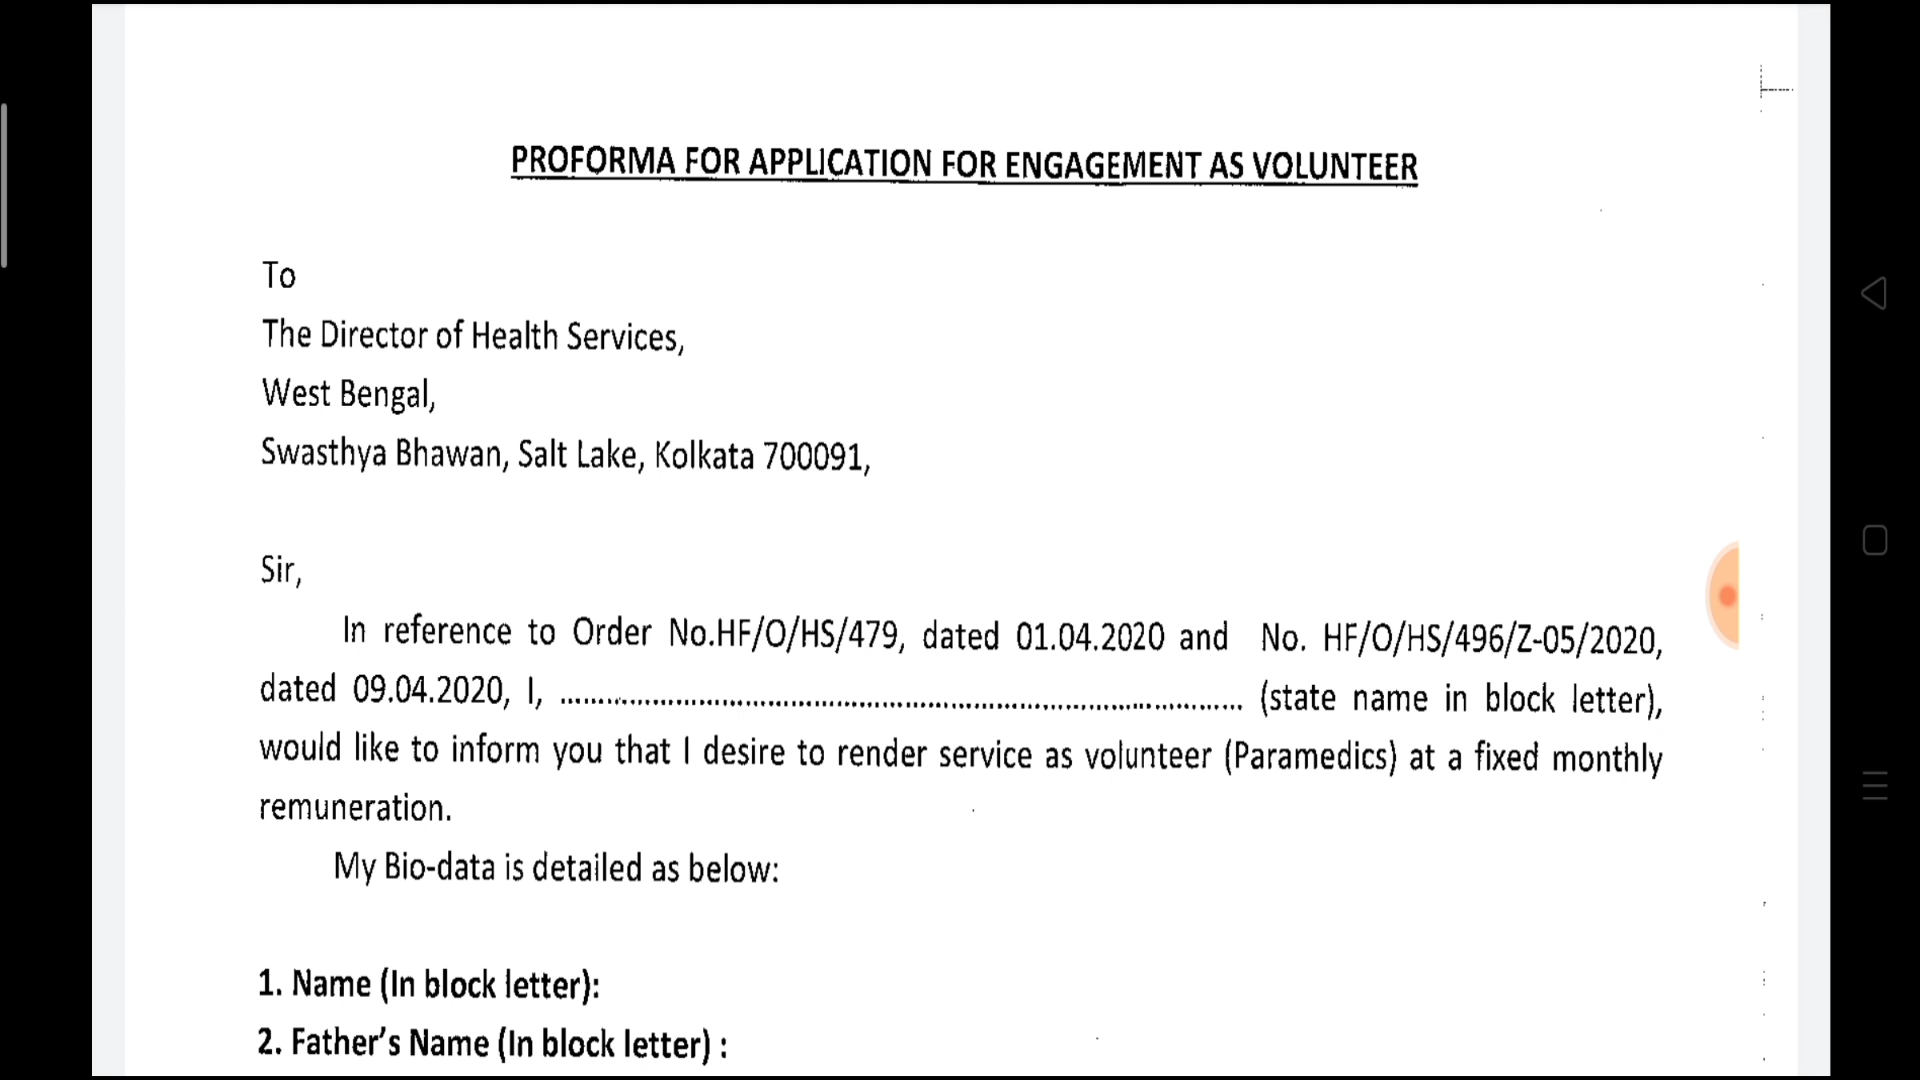 PROFORMA FOR APPLICATION FOR ENGAGEMENT AS VOLUNTEER
To
The Director of Health Services,
West Bengal,
Swasthya Bhawan, Salt Lake, Kolkata 700091,
Sir,
In reference to Order No.HF/O/HS/479, dated 01.04.2020 and No. HF/O/HS/496/Z-05/2020,
dated 09.04.2020, I, ........................................................................................ (state name in block letter),
would like to inform you that I desire to render service as volunteer (Paramedics) at a fixed monthly
remuneration.
My Bio-data is detailed as below:
1. Name (In block letter):
2. Father's Name (In block letter) :